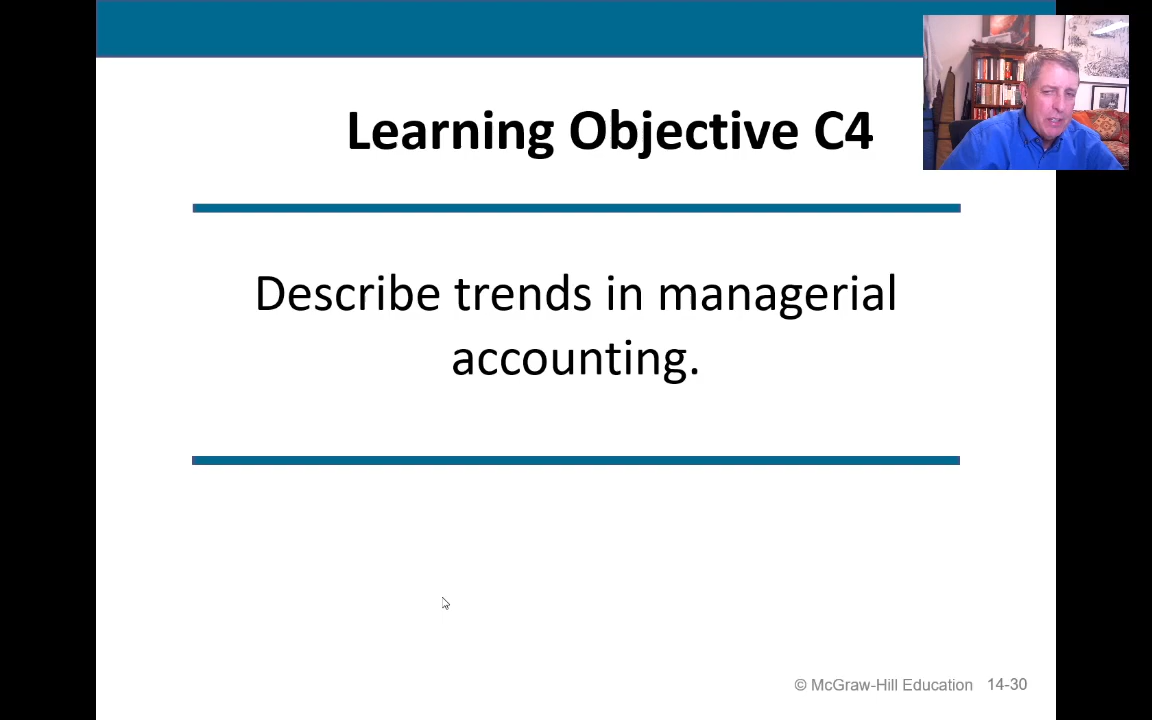 Learning Objective C4
Describe trends in managerial
accounting.
© McGraw-Hill Education 14-30